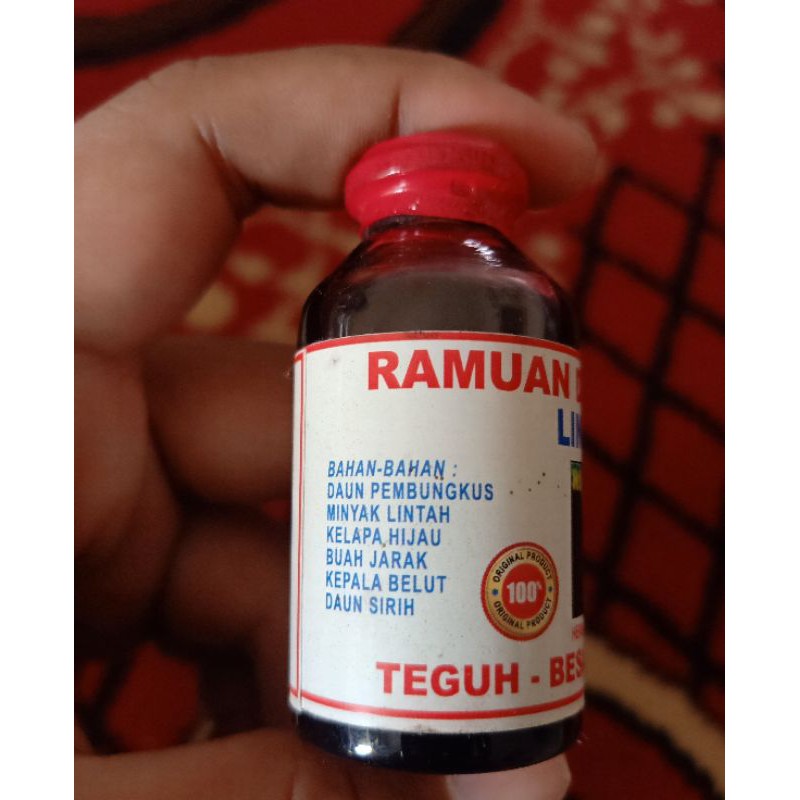 RAMUAN
BAHAN-BAHAN :
DAUN PEMBUNGKUS
MINYAK LINTAH
KELAPA HIJAU
BUAH JARAK
KEPALA BELUT
DAUN SIRIH
ORIGINAL PRODUCT
100%
ORIGINAL PRODUCT
TEGUH -